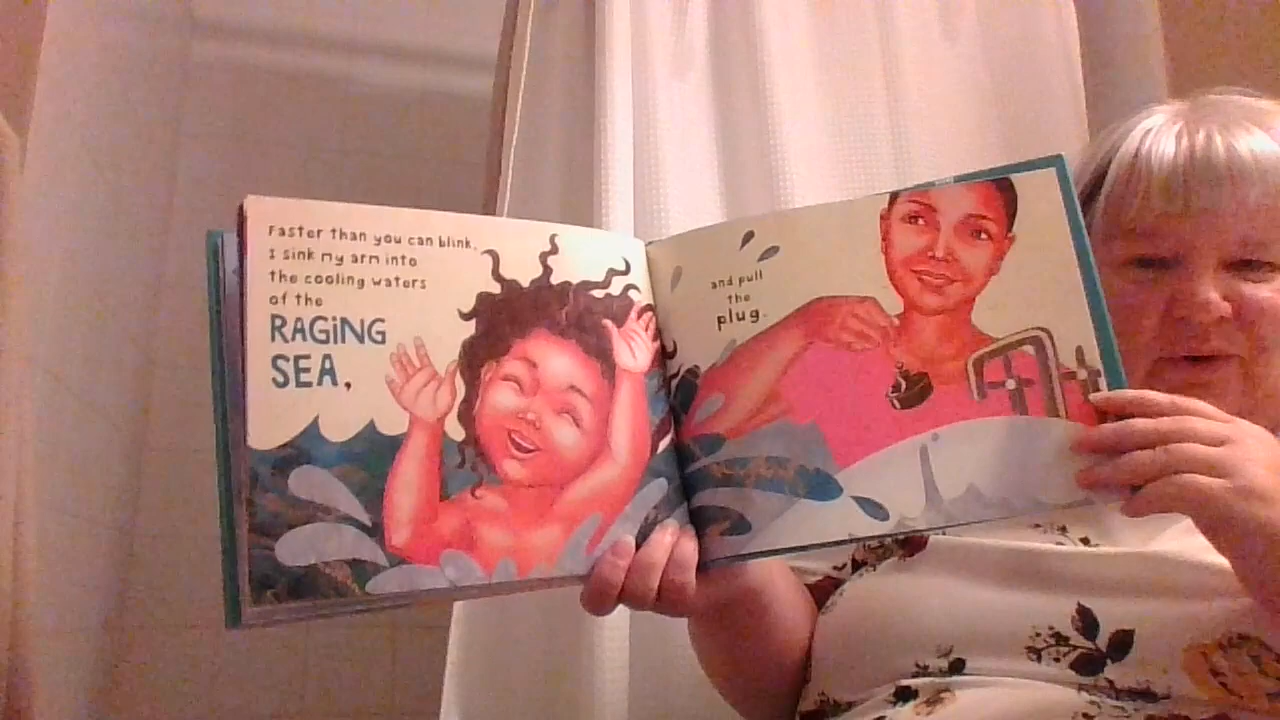 Faster than you can blink,
I sink my arm into
the cooling waters
of the
RAGING
SEA,
and pull
the
plug.